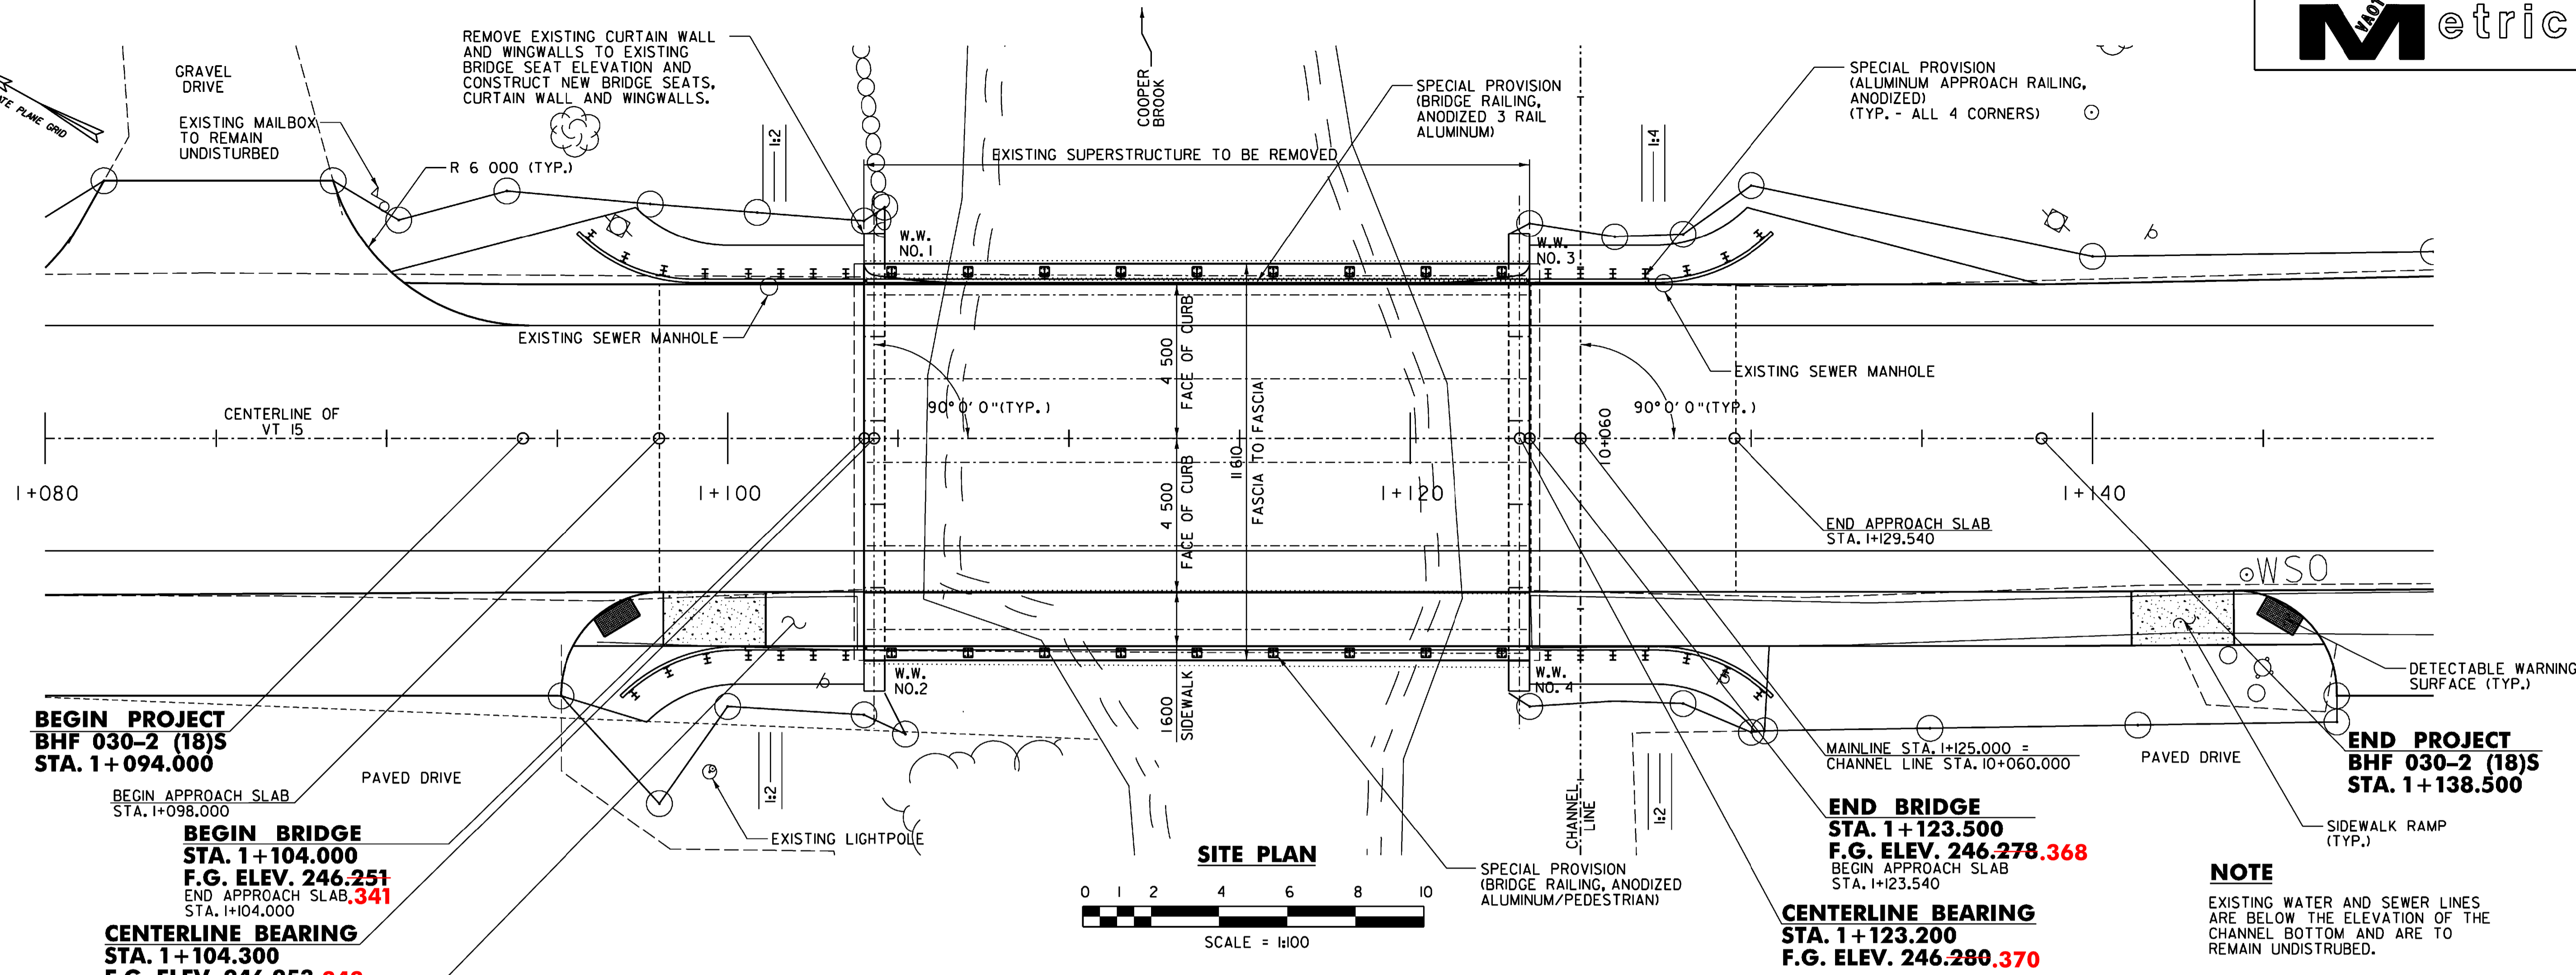 VAOT
Metric
REMOVE EXISTING CURTAIN WALL
AND WINGWALLS TO EXISTING
BRIDGE SEAT ELEVATION AND
CONSTRUCT NEW BRIDGE SEATS,
CURTAIN WALL AND WINGWALLS.
GRAVEL
DRIVE
EXISTING MAILBOX
TO REMAIN
UNDISTURBED
R 6 000 (TYP.)
PLANE GRID
1:2
COOPER
BROOK
SPECIAL PROVISION
(BRIDGE RAILING,
ANODIZED 3 RAIL
ALUMINUM)
SPECIAL PROVISION
(ALUMINUM APPROACH RAILING,
ANODIZED)
(TYP. - ALL 4 CORNERS)
1:4
EXISTING SUPERSTRUCTURE TO BE REMOVED
W.W.
NO. 1
W.W.
NO. 3
EXISTING SEWER MANHOLE
EXISTING SEWER MANHOLE
CENTERLINE OF
VT 15
90° 0' 0" (TYP.)
90° 0' 0" (TYP.)
4 500
FACE OF CURB
4 500
FACE OF CURB
11 610
FASCIA TO FASCIA
10+060
1+080
1+100
1+120
1+140
END APPROACH SLAB
STA. 1+129.540
WSO
1600
SIDEWALK
W.W.
NO.2
W.W.
NO. 4
DETECTABLE WARNING
SURFACE (TYP.)
BEGIN PROJECT
BHF 030-2 (18)S
STA. 1+094.000
PAVED DRIVE
BEGIN APPROACH SLAB
STA. 1+098.000
BEGIN BRIDGE
STA. 1+104.000
F.G. ELEV. 246.251
END APPROACH SLAB .341
STA. 1+104.000
CENTERLINE BEARING
STA. 1+104.300
1:2
EXISTING LIGHTPOLE
CHANNEL
LINE
1:2
MAINLINE STA. 1+125.000 =
CHANNEL LINE STA. 10+060.000
PAVED DRIVE
END PROJECT
BHF 030-2 (18)S
STA. 1+138.500
END BRIDGE
STA. 1+123.500
F.G. ELEV. 246.278 .368
BEGIN APPROACH SLAB
STA. 1+123.540
SIDEWALK RAMP
(TYP.)
CENTERLINE BEARING
STA. 1+123.200
F.G. ELEV. 246.280 .370
SPECIAL PROVISION
(BRIDGE RAILING, ANODIZED
ALUMINUM/PEDESTRIAN)
SITE PLAN
0 1 2 4 6 8 10
SCALE = 1:100
NOTE
EXISTING WATER AND SEWER LINES
ARE BELOW THE ELEVATION OF THE
CHANNEL BOTTOM AND ARE TO
REMAIN UNDISTRUBED.